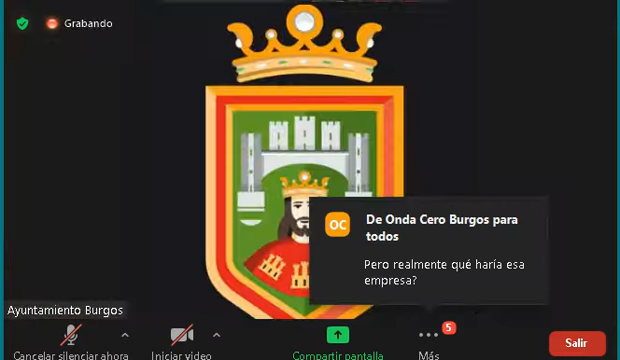 Grabando
OC
De Onda Cero Burgos para
todos
Pero realmente qué haría esa
empresa?
Ayuntamiento Burgos
5
Cancelar silenciar ahora
Iniciar video
Compartir pantalla
Más
Salir